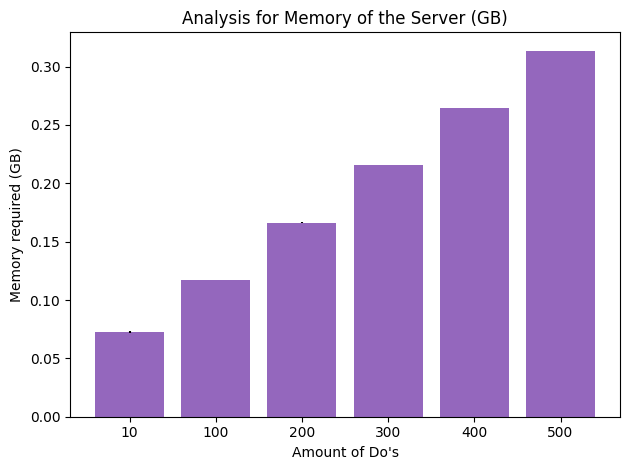 Analysis for Memory of the Server (GB)
Memory required (GB)
0.30
0.25
0.20
0.15
0.10
0.05
0.00
10 100 200 300 400 500
Amount of Do's